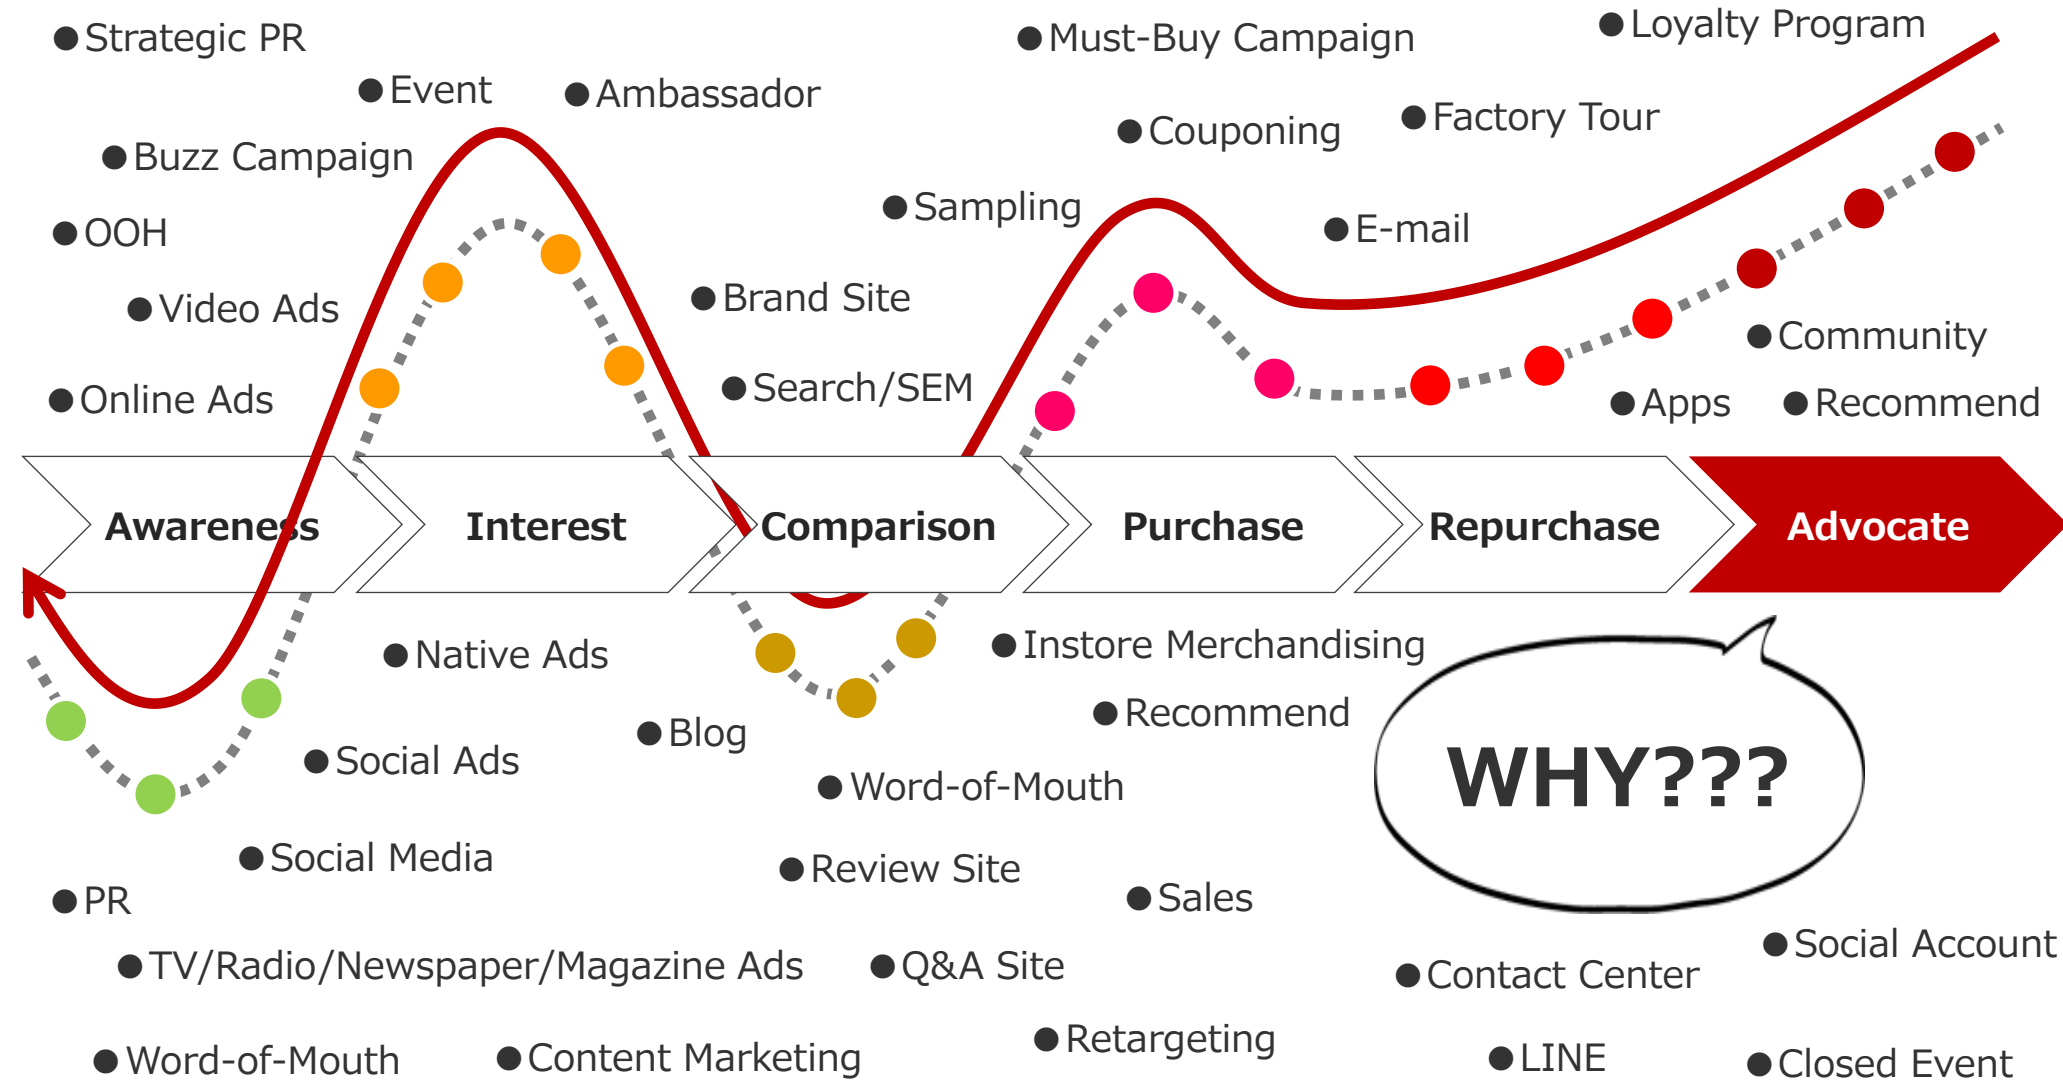 ●Strategic PR
●Must-Buy Campaign
●Loyalty Program
●Event
●Ambassador
●Couponing
●Factory Tour
●Buzz Campaign
●Sampling
●OOH
●E-mail
●Video Ads
●Brand Site
●Community
●Online Ads
●Search/SEM
●Apps
●Recommend
Awareness
Interest
Comparison
Purchase
Repurchase
Advocate
●Native Ads
●Instore Merchandising
●Recommend
●Blog
●Social Ads
●Word-of-Mouth
WHY???
●Social Media
●Review Site
●PR
●Sales
●TV/Radio/Newspaper/Magazine Ads
●Q&A Site
●Contact Center
●Social Account
●Word-of-Mouth
●Content Marketing
●Retargeting
●LINE
●Closed Event